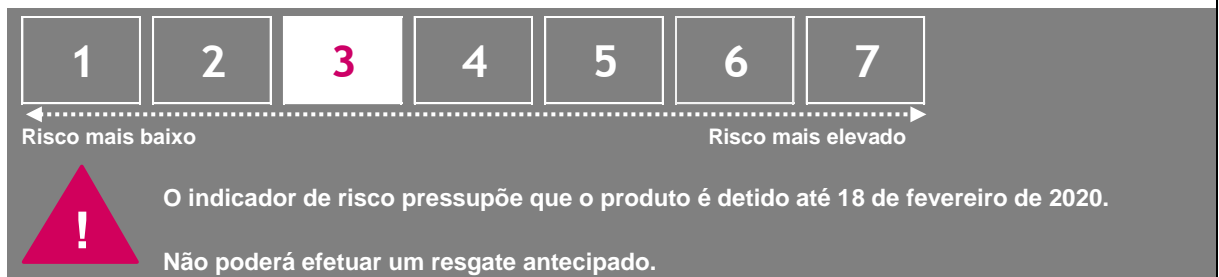 1 2 3 4 5 6 7
Risco mais baixo Risco mais elevado
O indicador de risco pressupõe que o produto é detido até 18 de fevereiro de 2020.
!
Não poderá efetuar um resgate antecipado.